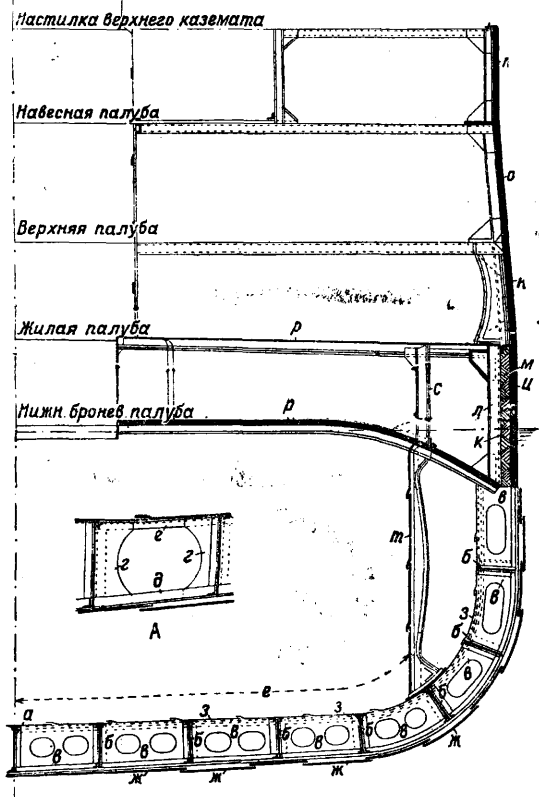 Настилка верхнего каземата
п
Навесная палуба
о
Верхняя палуба
н
Жилая палуба
р
м
и
с
л
Нижн. бронев. палуба
р
к
в
т
б
е
г
г
в
д
з
б
А
в
е
б
а
з
з
б
в
б
в
б
в
б
в
б
в
ж
ж
ж
ж